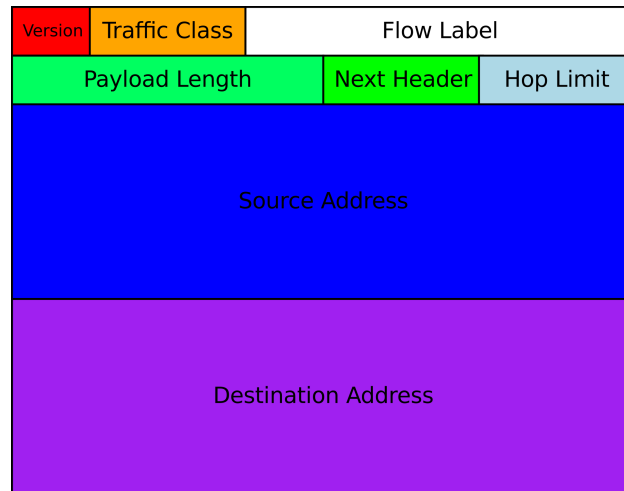 Version Traffic Class Flow Label
Payload Length Next Header Hop Limit
Source Address
Destination Address